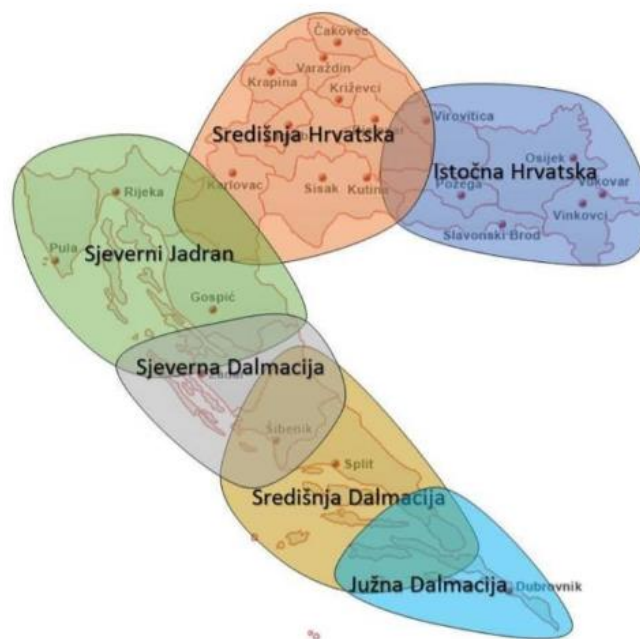 Čakovec
Varaždin
Krapina
Križevci
Središnja Hrvatska
Virovitica
Osijek
Istočna Hrvatska
Karlovac
Sisak
Kutina
Požega
Vukovar
Vinkovci
Slavonski Brod
Rijeka
Pula
Sjeverni Jadran
Gospić
Sjeverna Dalmacija
Šibenik
Split
Središnja Dalmacija
Južna Dalmacija
Dubrovnik